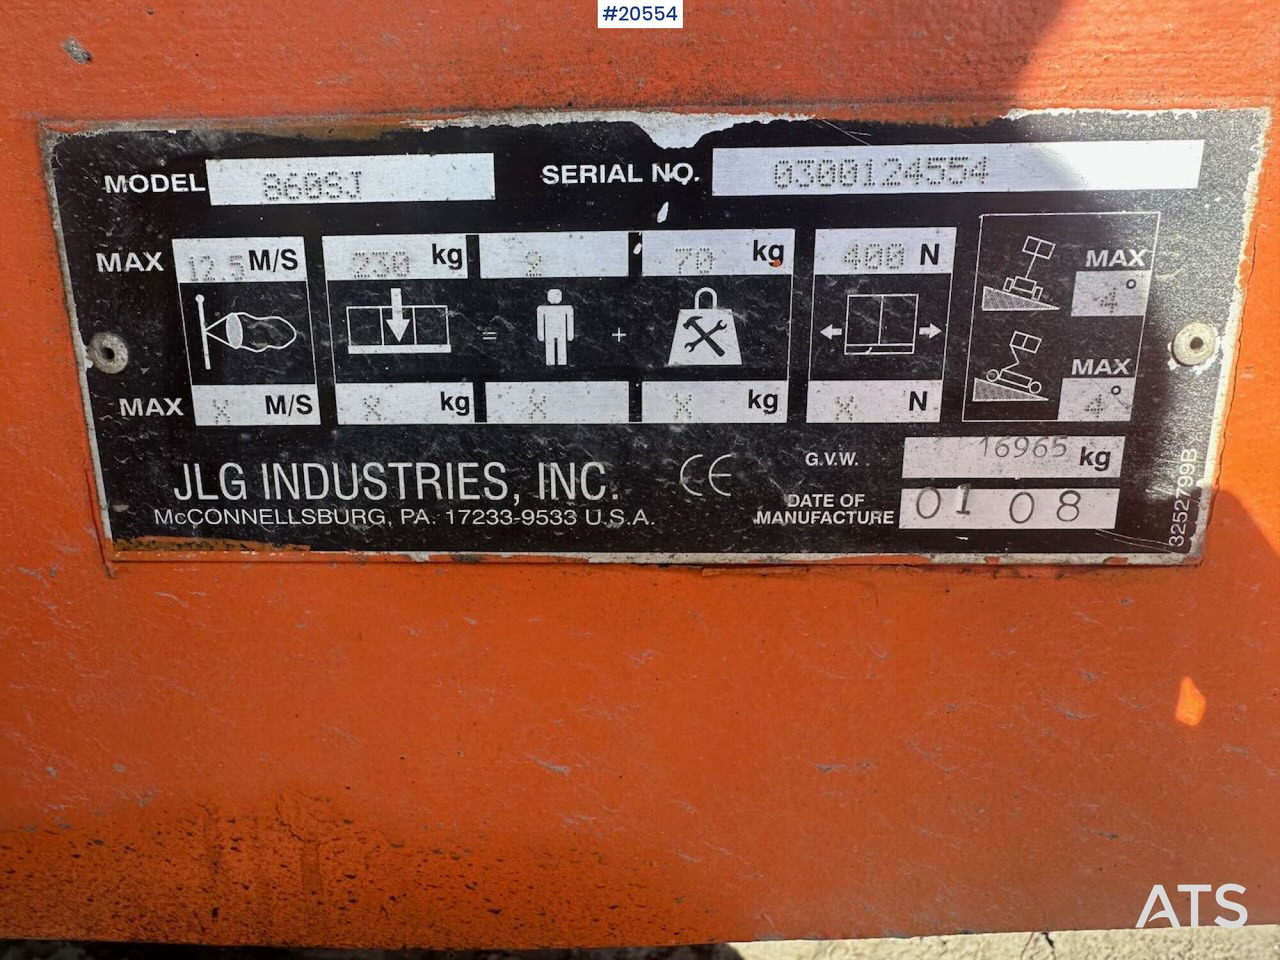 #20554
MODEL 860SJ SERIAL NO. 0300124554
MAX 12.5 M/S 230 kg 2 70 kg 400 N MAX 4°
= +
MAX 4°
MAX X M/S X kg X X kg X N
JLG INDUSTRIES, INC. CE G.V.W. 16965 kg
McCONNELLSBURG, PA. 17233-9533 U.S.A. DATE OF MANUFACTURE 01 08
3252799B
ATS